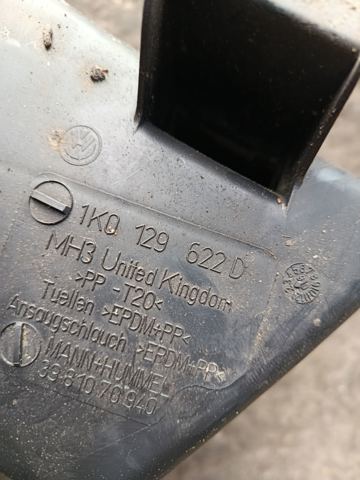 1K0 129 622 D
MH3 United Kingdom
>PP -T20<
Tuellen >EPDM+PP<
Ansaugschlauch >EPDM+PP<
MANN+HUMMEL
39 810 70 940